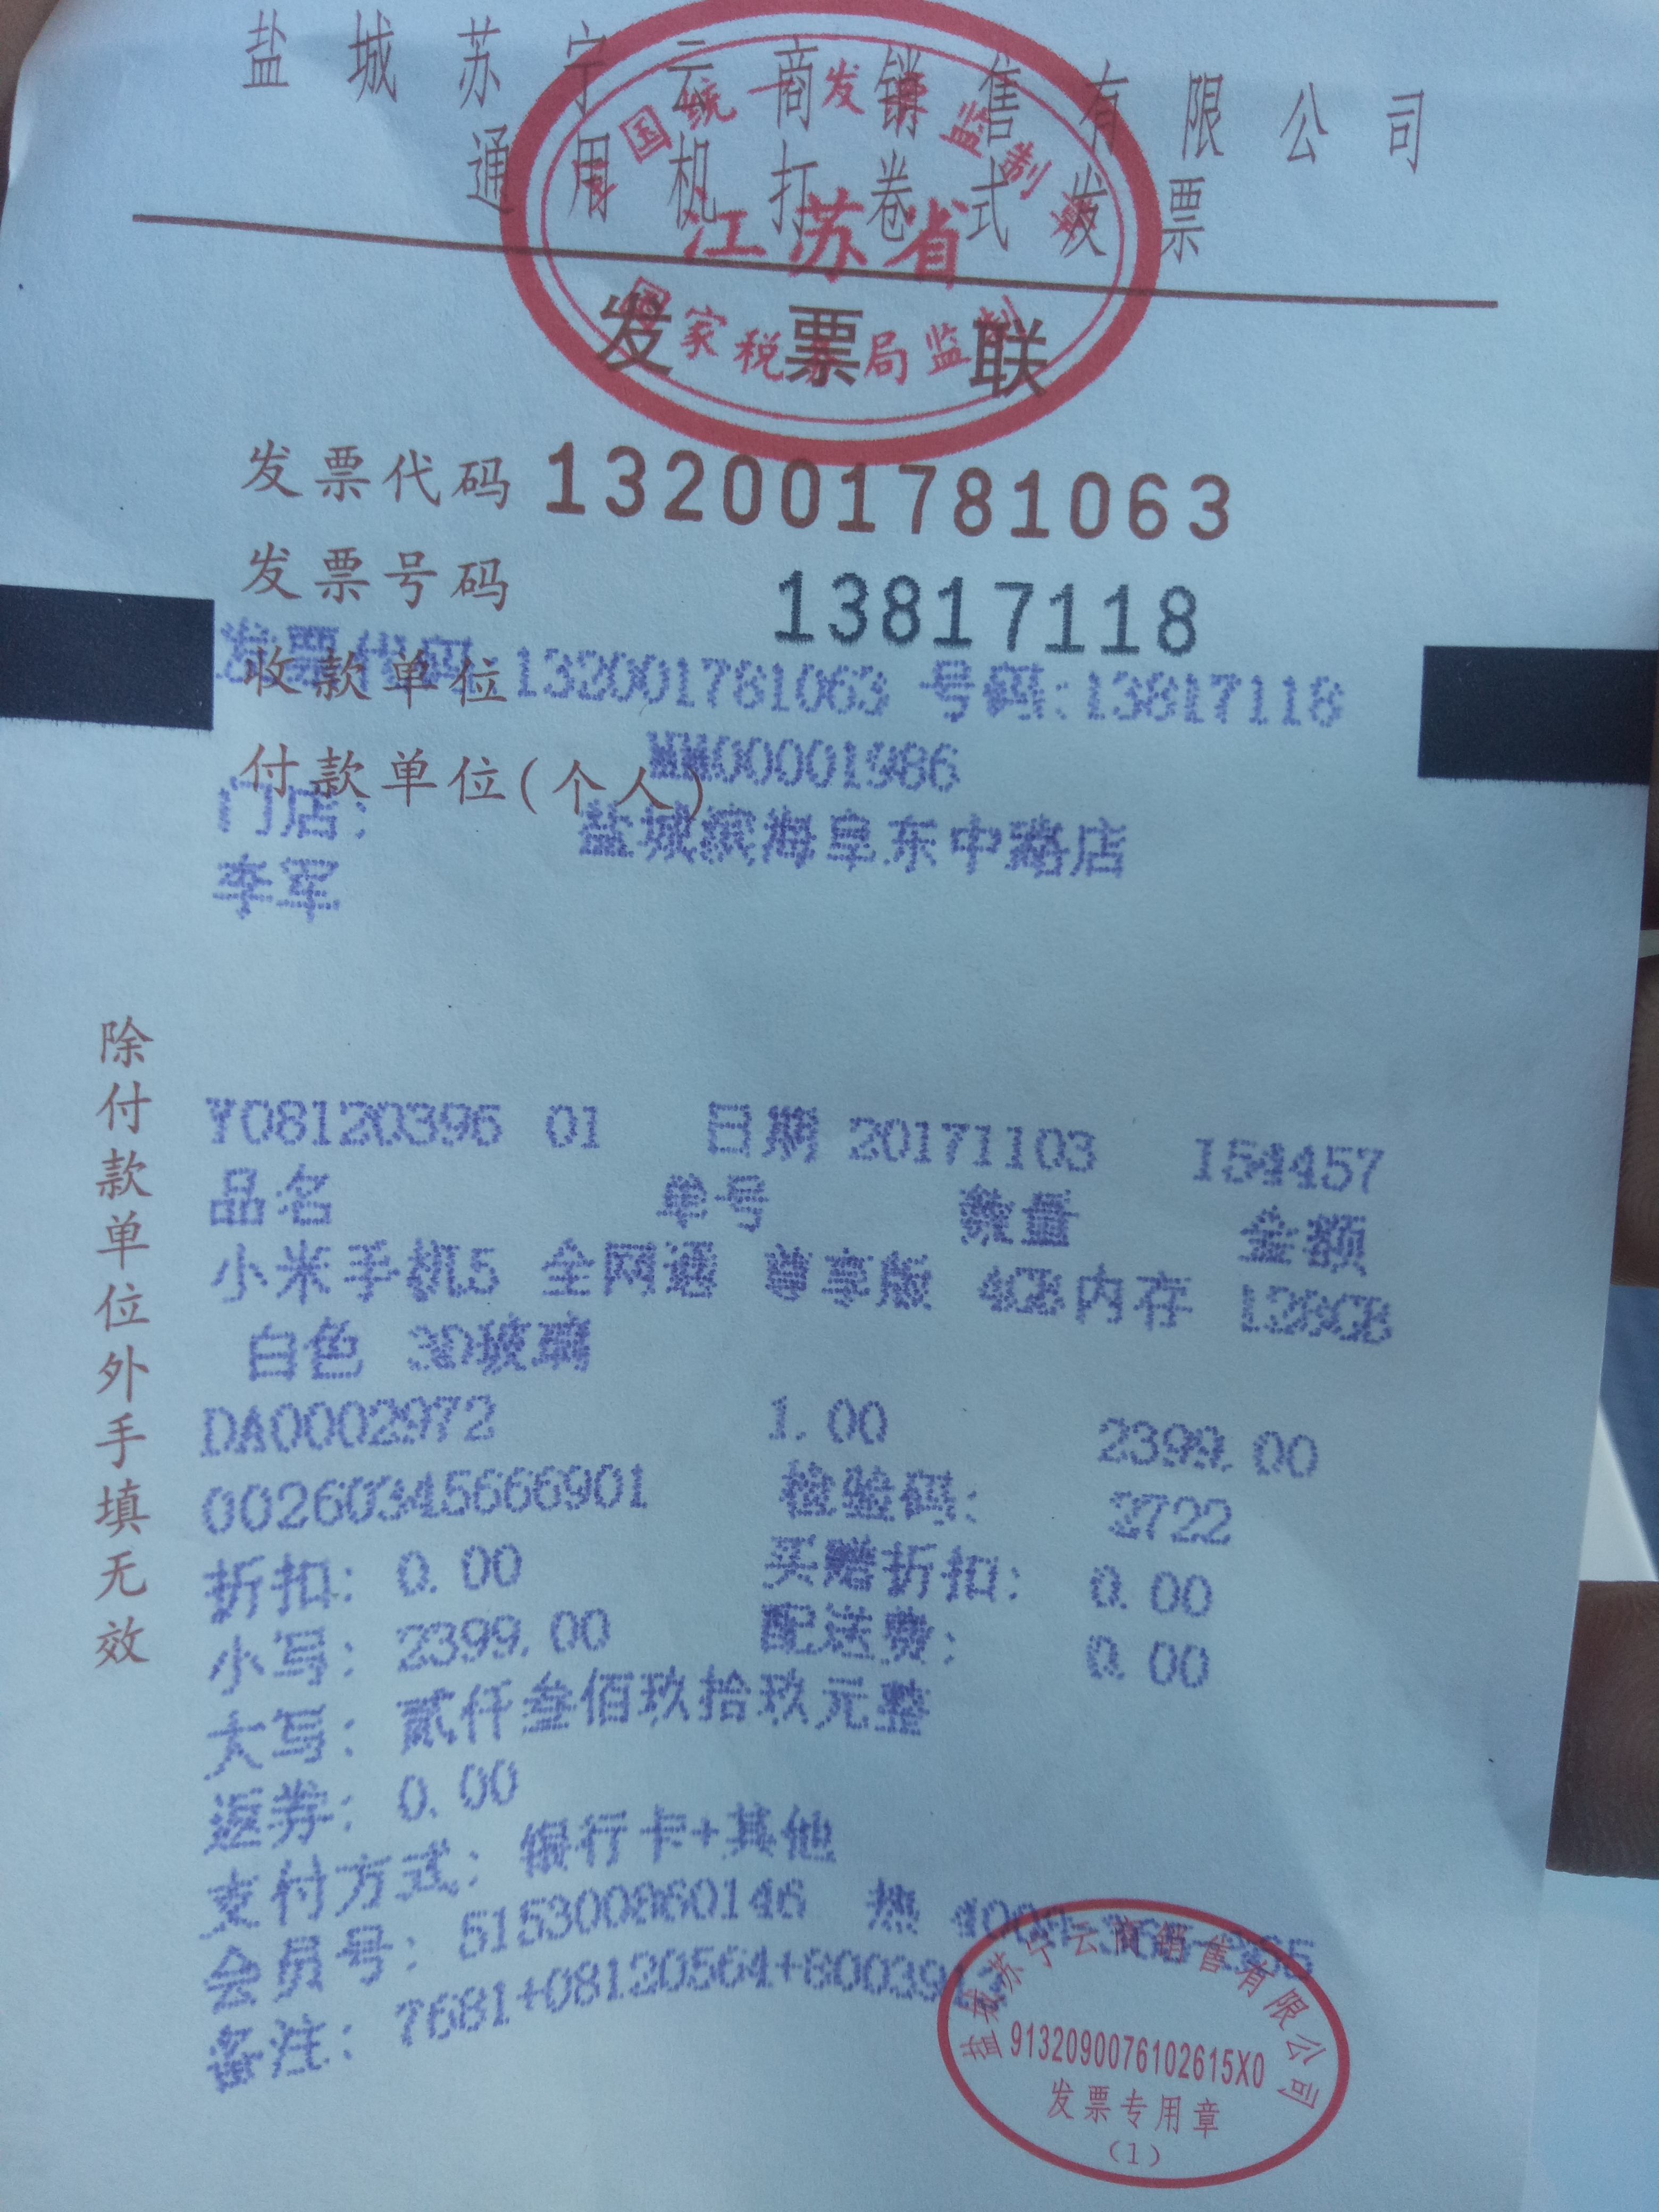 盐城苏宁云商销售有限公司
通用机打卷式发票
全国统一发票监制章
江苏省
国家税务局监制
发票联
发票代码 132001781063
发票号码 13817118
发票代码:132001781063 号码:13817118
收款单位
00001986
付款单位(个人)
门店: 盐城滨海阜东中路店
李军
除付款单位外手填无效
Y08120396 01 日期 20171103 154457
品名 单号 数量 金额
小米手机5 全网通 尊享版 4GB内存 128GB
白色 3D玻璃
DA0002972 1.00 2399.00
002603456666901 检验码: 2722
折扣: 0.00 买赠折扣: 0.00
小写: 2399.00 配送费: 0.00
大写: 贰仟叁佰玖拾玖元整
返券: 0.00
支付方式: 银行卡+其他
会员号: 515300860146 热
备注: 7681+08120564+
盐城苏宁云商销售有限公司
9132090076102615X0
发票专用章
(1)